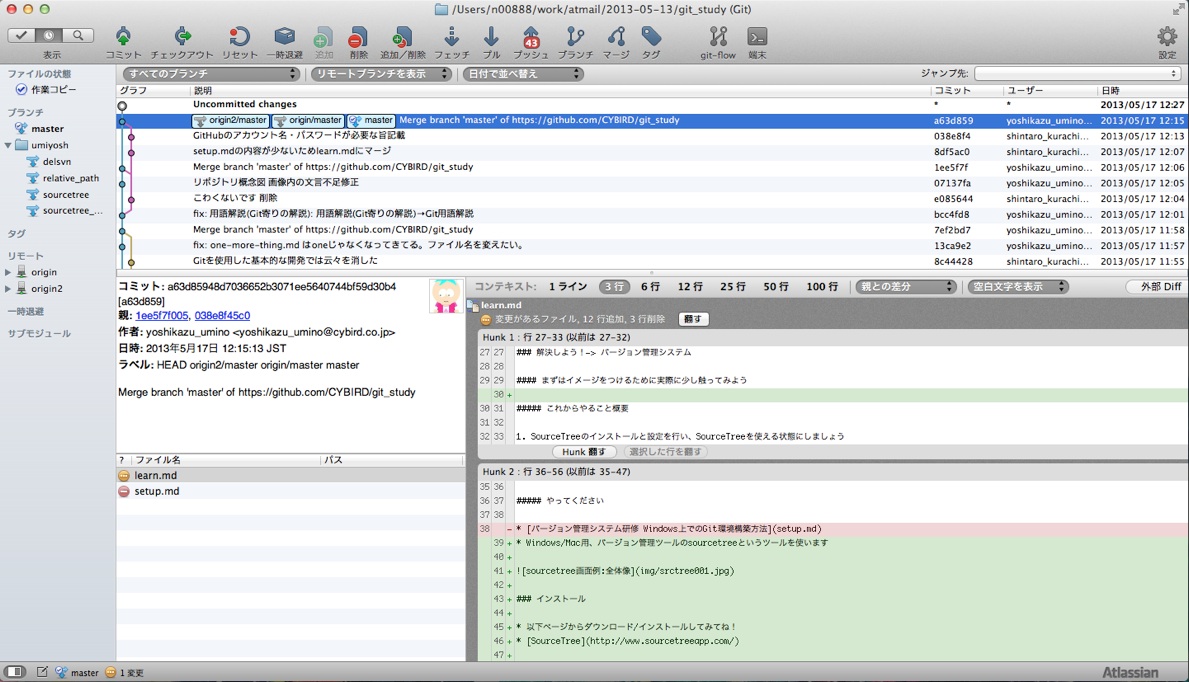 /Users/n00888/work/atmail/2013-05-13/git_study (Git)
表示 コミット チェックアウト リセット 一時退避 追加 削除 追加／削除 フェッチ プル 43 プッシュ ブランチ マージ タグ git-flow 端末 設定
ファイルの状態
作業コピー
ブランチ
master
umiyosh
delsvn
relative_path
sourcetree
sourcetree_...
タグ
リモート
origin
origin2
一時退避
サブモジュール
すべてのブランチ リモートブランチを表示 日付で並べ替え ジャンプ先:
グラフ 説明 コミット ユーザー 日時
Uncommitted changes * * 2013/05/17 12:27
origin2/master origin/master master Merge branch 'master' of https://github.com/CYBIRD/git_study a63d859 yoshikazu_umino... 2013/05/17 12:15
GitHubのアカウント名・パスワードが必要な旨記載 038e8f4 shintaro_kurachi... 2013/05/17 12:13
setup.mdの内容が少ないためlearn.mdにマージ 8df5ac0 shintaro_kurachi... 2013/05/17 12:07
Merge branch 'master' of https://github.com/CYBIRD/git_study 1ee5f7f yoshikazu_umino... 2013/05/17 12:06
リポジトリ概念図 画像内の文言不足修正 07137fa yoshikazu_umino... 2013/05/17 12:05
こわくないです 削除 e085644 shintaro_kurachi... 2013/05/17 12:04
fix: 用語解説(Git寄りの解説): 用語解説(Git寄りの解説)→Git用語解説 bcc4fd8 yoshikazu_umino... 2013/05/17 12:01
Merge branch 'master' of https://github.com/CYBIRD/git_study 7ef2bd7 yoshikazu_umino... 2013/05/17 11:58
fix: one-more-thing.md はoneじゃなくなってきてる。ファイル名を変えたい。 13ca9e2 yoshikazu_umino... 2013/05/17 11:57
Gitを使用した基本的な開発では云々を消した 8c44428 shintaro_kurachi... 2013/05/17 11:55
コミット: a63d85948d7036652b3071ee5640744bf59d30b4
[a63d859]
親: 1ee5f7f005, 038e8f45c0
作者: yoshikazu_umino <yoshikazu_umino@cybird.co.jp>
日時: 2013年5月17日 12:15:13 JST
ラベル: HEAD origin2/master origin/master master
Merge branch 'master' of https://github.com/CYBIRD/git_study
? ファイル名 パス
learn.md
setup.md
コンテキスト: 1 ライン 3 行 6 行 12 行 25 行 50 行 100 行 親との差分 空白文字を表示 外部 Diff
learn.md
変更があるファイル, 12 行追加, 3 行削除 翻す
Hunk 1 : 行 27-33 (以前は 27-32)
27 27 ### 解決しよう！-> バージョン管理システム
28 28
29 29 #### まずはイメージをつけるために実際に少し触ってみよう
30 +
30 31 ##### これからやること概要
31 32
32 33 1. SourceTreeのインストールと設定を行い、SourceTreeを使える状態にしましょう
Hunk 翻す 選択した行を翻す
Hunk 2 : 行 36-56 (以前は 35-47)
35 36
36 37 ##### やってください
37 38
38 - * [バージョン管理システム研修 Windows上でのGit環境構築方法](setup.md)
39 + * Windows/Mac用、バージョン管理ツールのsourcetreeというツールを使います
40 +
41 + ![sourcetree画面例:全体像](img/srctree001.jpg)
42 +
43 + ### インストール
44 +
45 + * 以下ページからダウンロード/インストールしてみてね！
46 + * [SourceTree](http://www.sourcetreeapp.com/)
47 +
master 1 変更 Atlassian